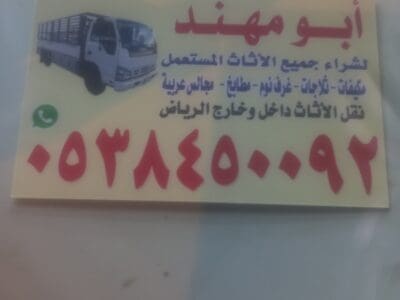 أبو مهند
لشراء جميع الأثاث المستعمل
مكيفات - ثلاجات - غرف نوم - مطابخ - مجالس عربية
نقل الأثاث داخل وخارج الرياض
٠٥٣٨٤٥٠٠٩٢